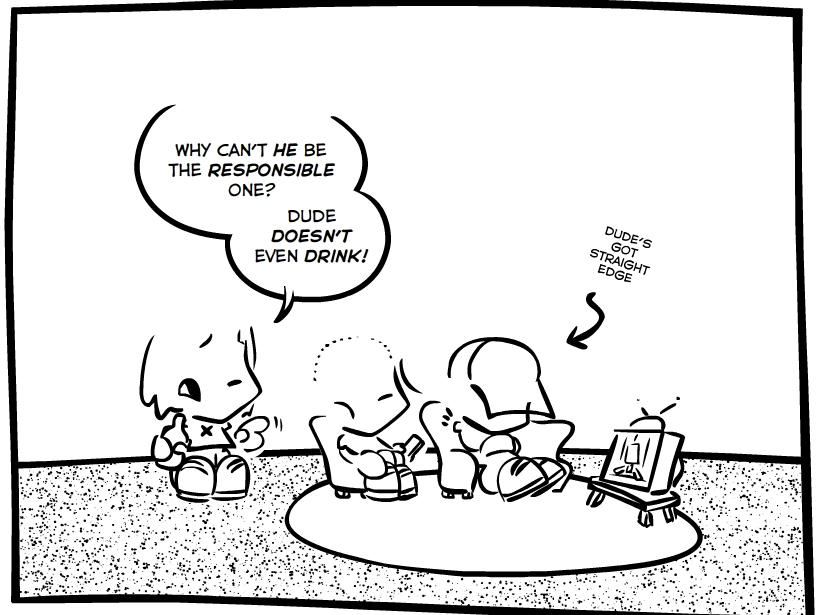 WHY CAN'T HE BE
THE RESPONSIBLE
ONE?
DUDE
DOESN'T
EVEN DRINK!
DUDE'S
GOT
STRAIGHT
EDGE